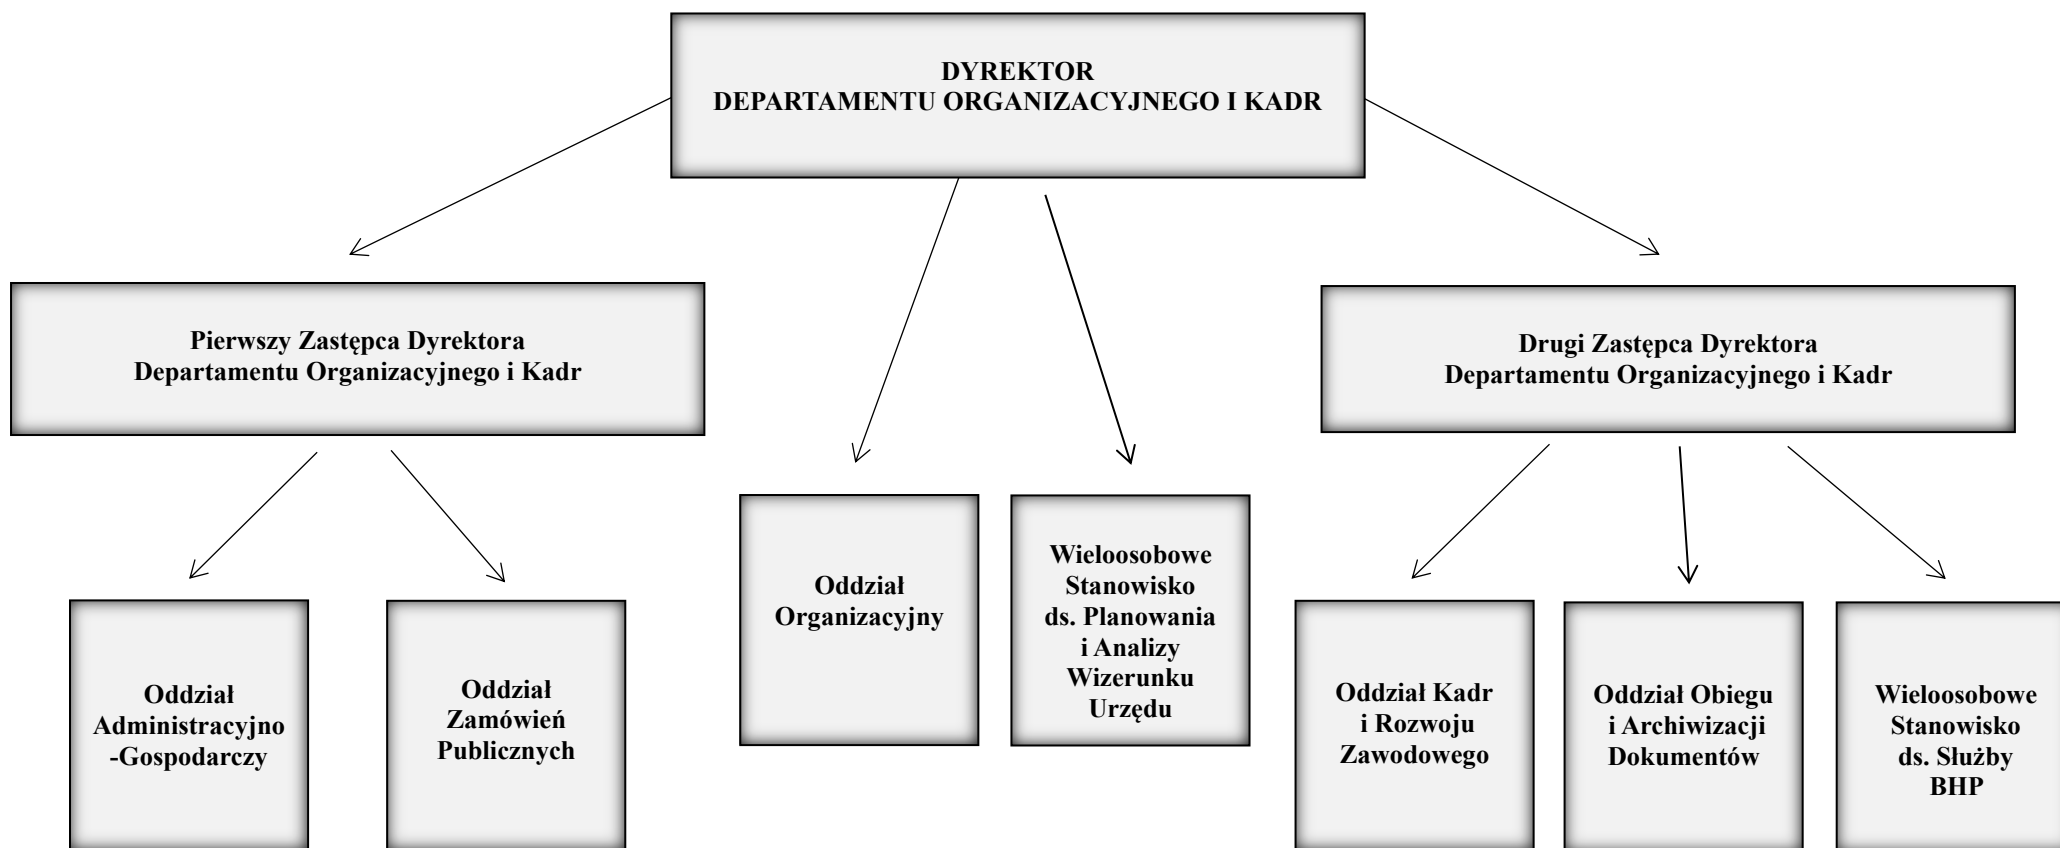 DYREKTOR
DEPARTAMENTU ORGANIZACYJNEGO I KADR
Pierwszy Zastępca Dyrektora
Departamentu Organizacyjnego i Kadr
Drugi Zastępca Dyrektora
Departamentu Organizacyjnego i Kadr
Oddział
Organizacyjny
Wieloosobowe
Stanowisko
ds. Planowania
i Analizy
Wizerunku
Urzędu
Oddział
Administracyjno
-Gospodarczy
Oddział
Zamówień
Publicznych
Oddział Kadr
i Rozwoju
Zawodowego
Oddział Obiegu
i Archiwizacji
Dokumentów
Wieloosobowe
Stanowisko
ds. Służby
BHP